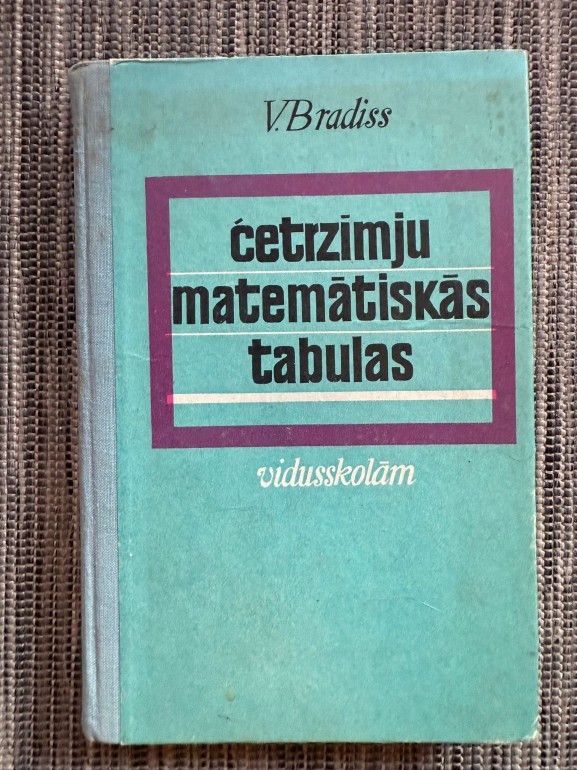 V. Bradiss
četrzīmju
matemātiskās
tabulas
vidusskolām